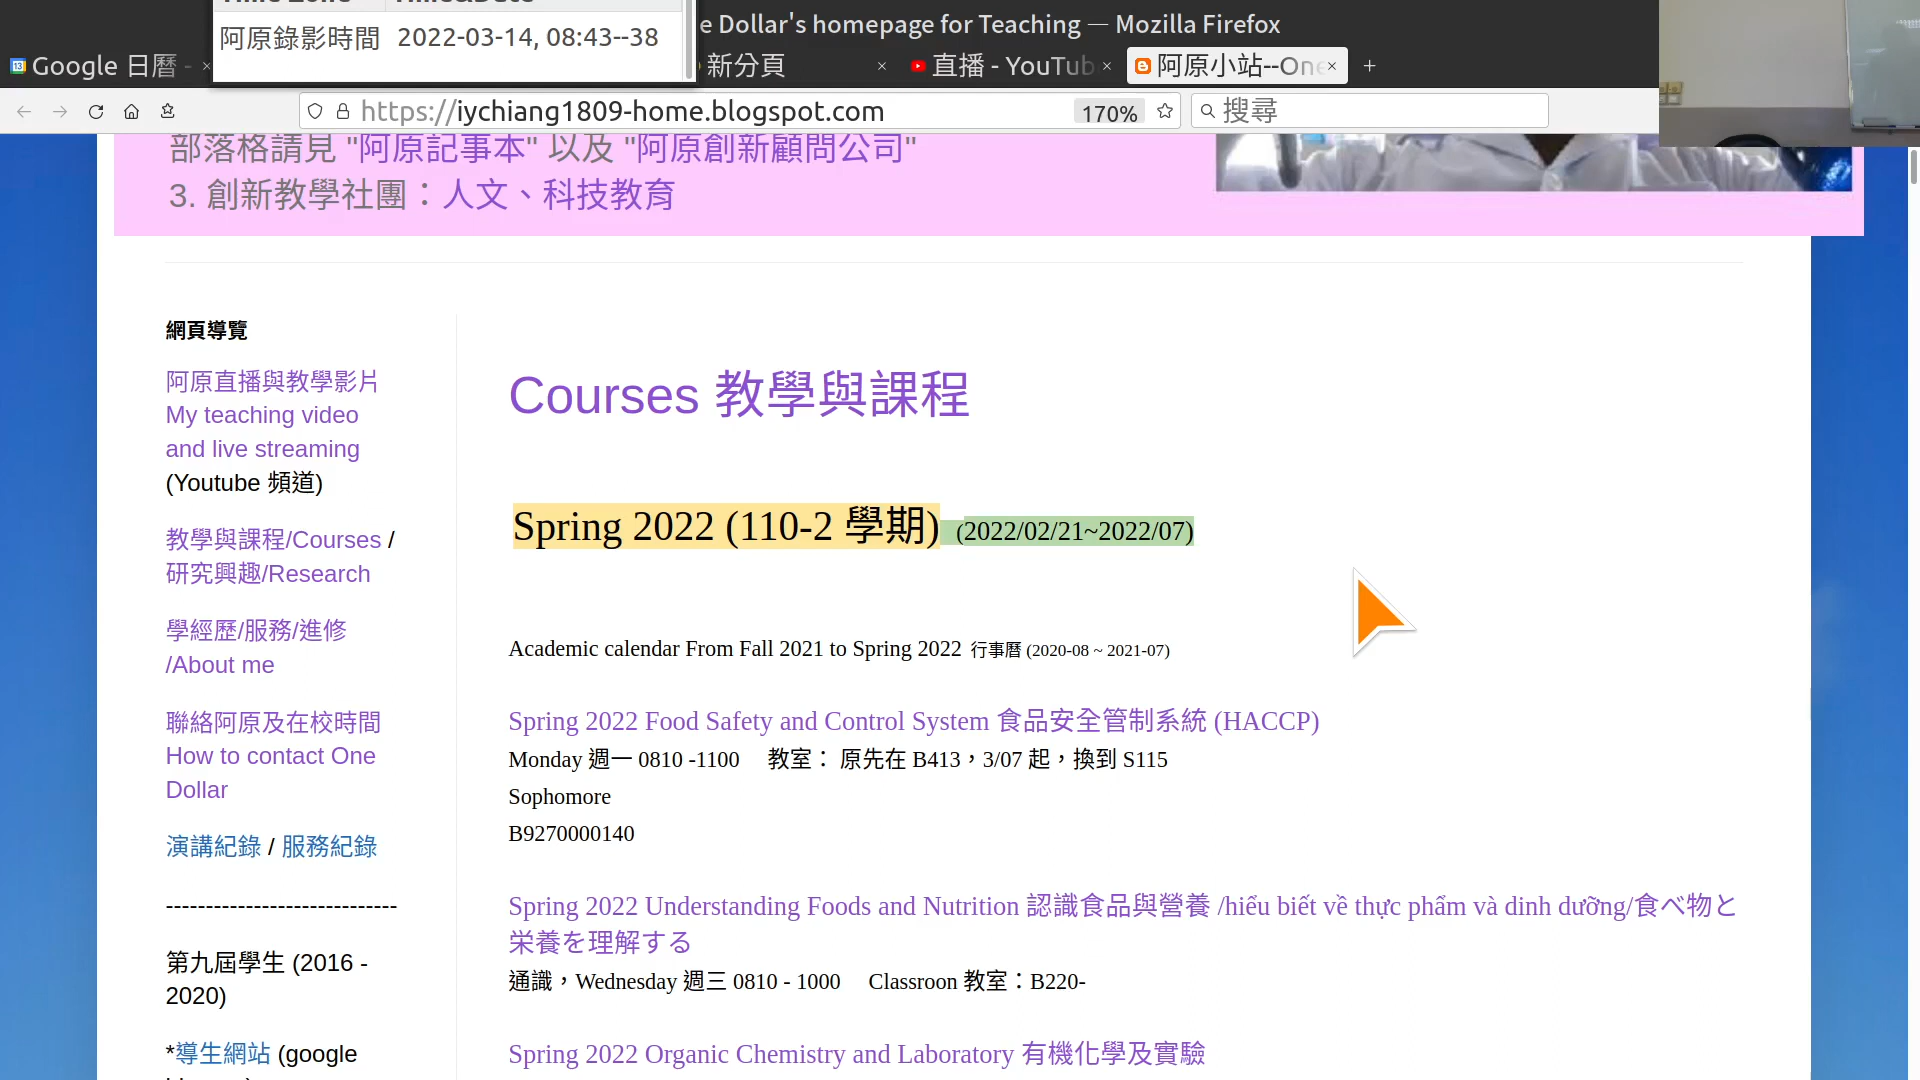 e Dollar's homepage for Teaching — Mozilla Firefox
阿原錄影時間 2022-03-14, 08:43--38
Google 日曆 -
新分頁
直播 - YouTub
阿原小站--One
https://iychiang1809-home.blogspot.com
170%
搜尋
部落格請見 "阿原記事本" 以及 "阿原創新顧問公司"
3. 創新教學社團：人文、科技教育
網頁導覽
阿原直播與教學影片
My teaching video
and live streaming
(Youtube 頻道)
教學與課程/Courses /
研究興趣/Research
學經歷/服務/進修
/About me
聯絡阿原及在校時間
How to contact One
Dollar
演講紀錄 / 服務紀錄
-----------------------------
第九屆學生 (2016 -
2020)
*導生網站 (google
Courses 教學與課程
Spring 2022 (110-2 學期) (2022/02/21~2022/07)
Academic calendar From Fall 2021 to Spring 2022 行事曆 (2020-08 ~ 2021-07)
Spring 2022 Food Safety and Control System 食品安全管制系統 (HACCP)
Monday 週一 0810 -1100 教室： 原先在 B413，3/07 起，換到 S115
Sophomore
B9270000140
Spring 2022 Understanding Foods and Nutrition 認識食品與營養 /hiểu biết về thực phẩm và dinh dưỡng/食べ物と
栄養を理解する
通識，Wednesday 週三 0810 - 1000 Classroon 教室：B220-
Spring 2022 Organic Chemistry and Laboratory 有機化學及實驗